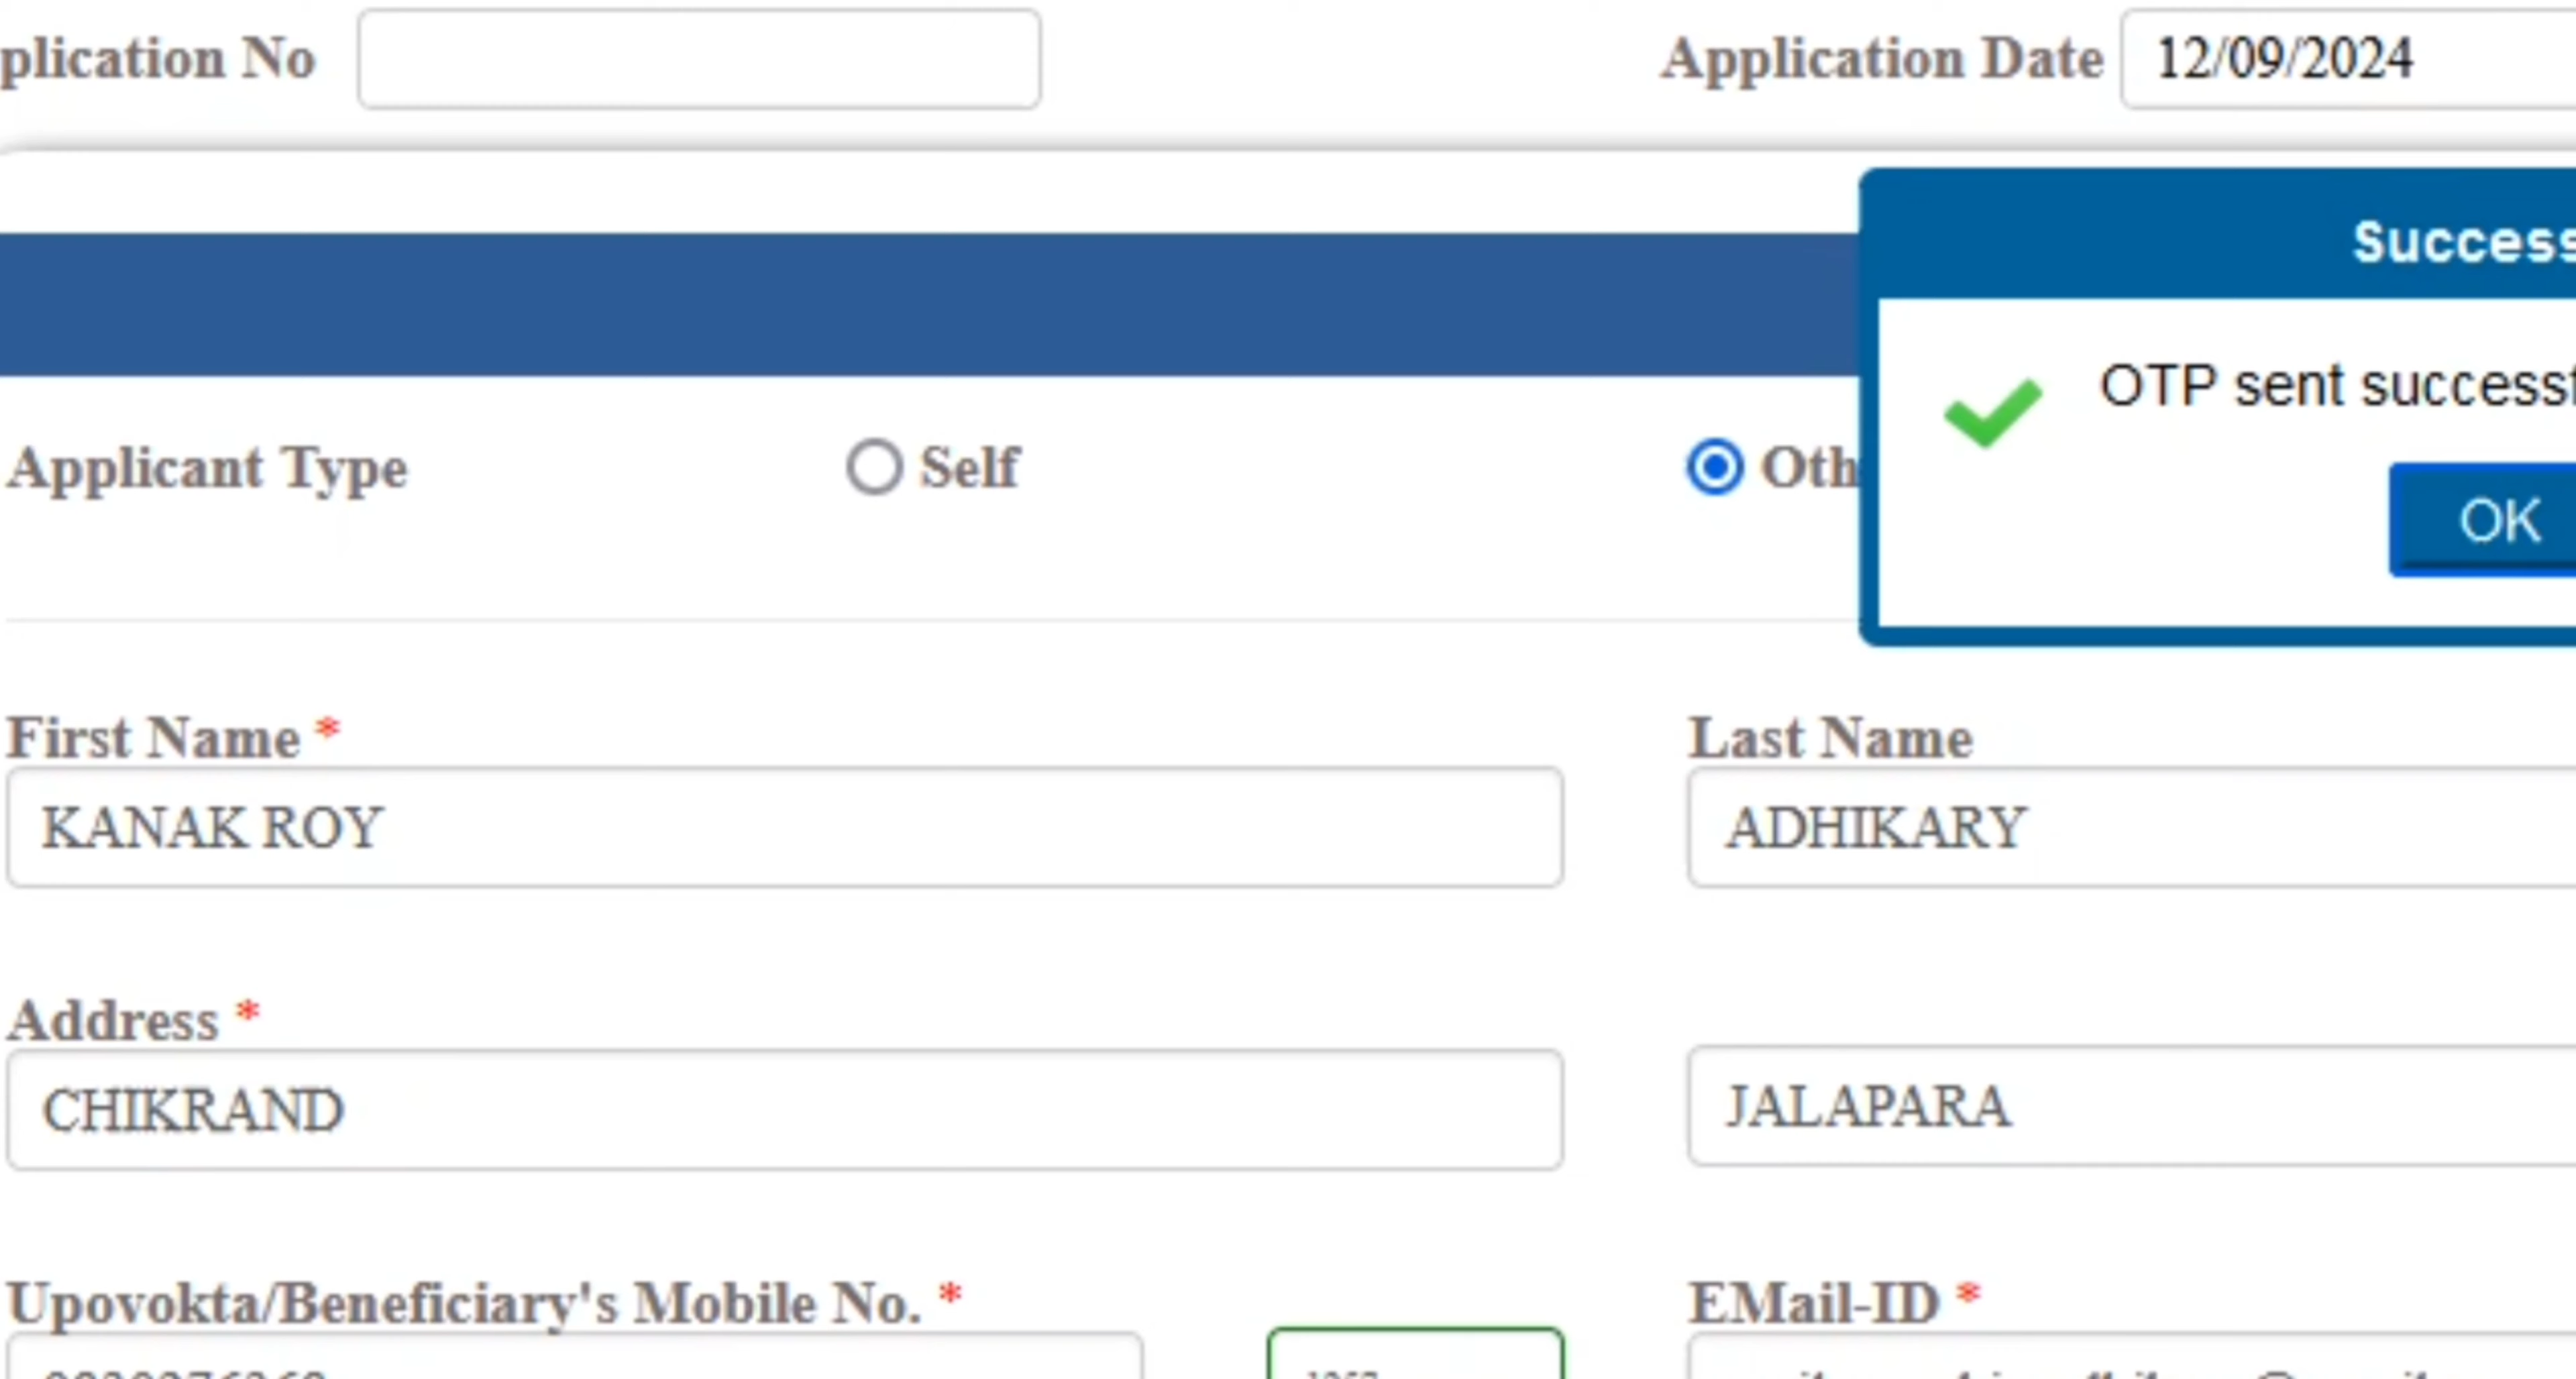 plication No
Application Date 12/09/2024
Success
OTP sent success
OK
Applicant Type Self Oth
First Name * Last Name
KANAK ROY ADHIKARY
Address *
CHIKRAND JALAPARA
Upovokta/Beneficiary's Mobile No. * EMail-ID *